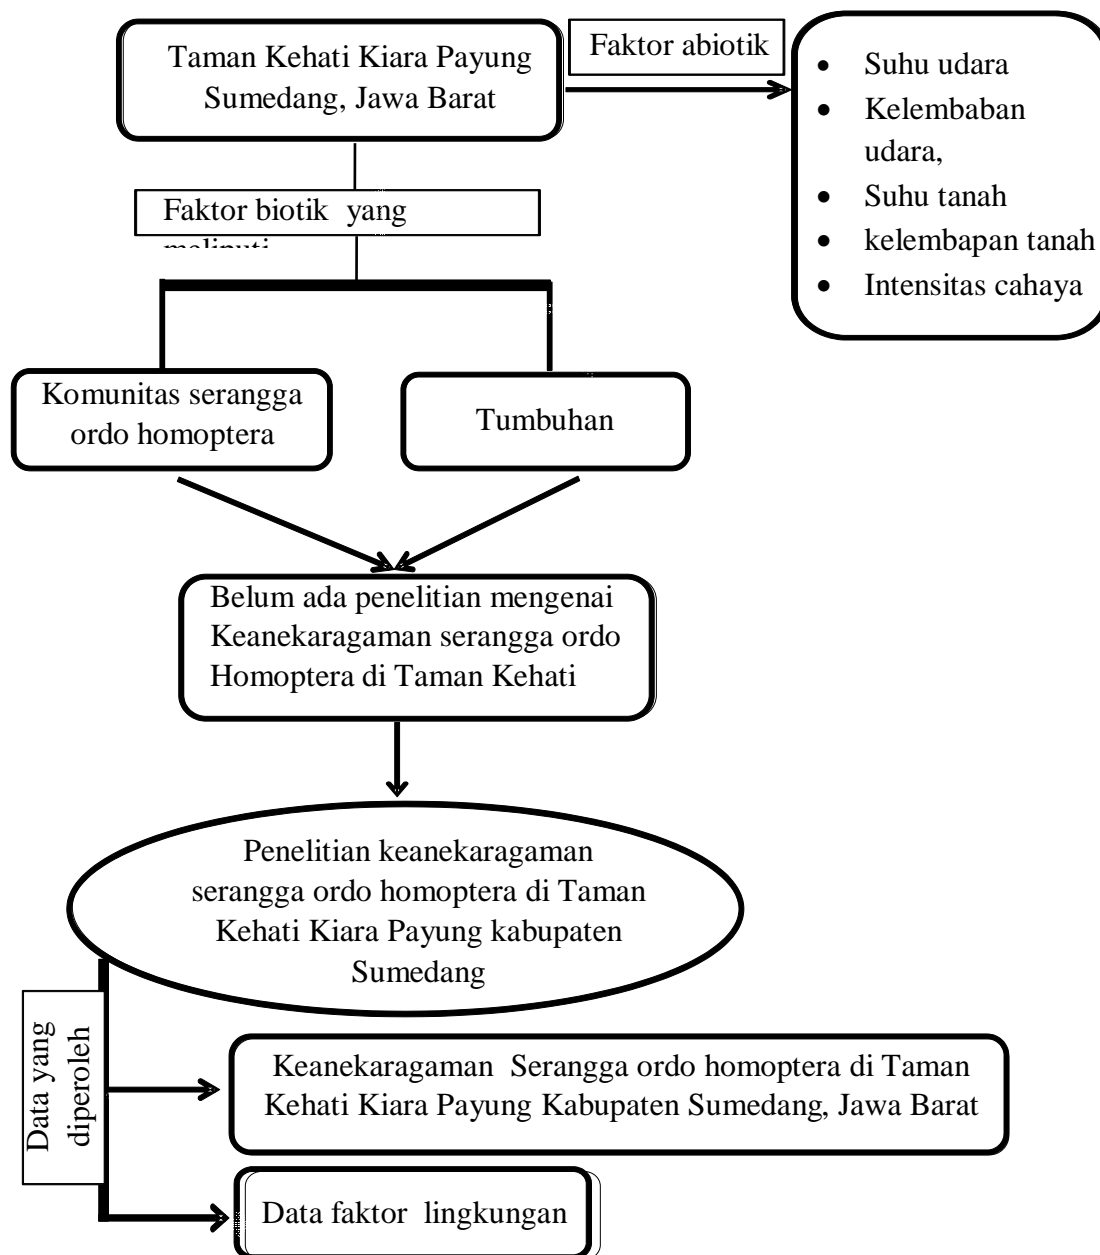 Taman Kehati Kiara Payung
Sumedang, Jawa Barat
Faktor abiotik
• Suhu udara
• Kelembaban
udara,
• Suhu tanah
• kelembapan tanah
• Intensitas cahaya
Faktor biotik yang
Komunitas serangga
ordo homoptera
Tumbuhan
Belum ada penelitian mengenai
Keanekaragaman serangga ordo
Homoptera di Taman Kehati
Penelitian keanekaragaman
serangga ordo homoptera di Taman
Kehati Kiara Payung kabupaten
Sumedang
Data yang
diperoleh
Keanekaragaman Serangga ordo homoptera di Taman
Kehati Kiara Payung Kabupaten Sumedang, Jawa Barat
Data faktor lingkungan